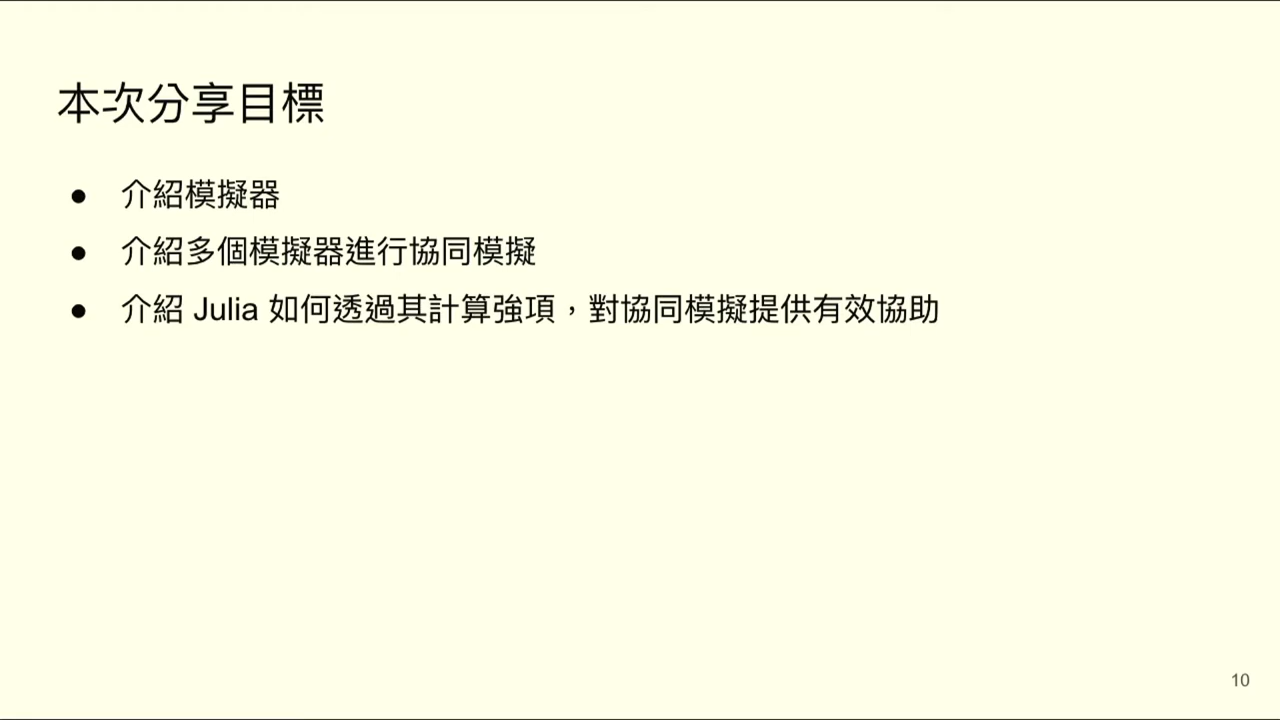 本次分享目標
● 介紹模擬器
● 介紹多個模擬器進行協同模擬
● 介紹 Julia 如何透過其計算強項，對協同模擬提供有效協助
10